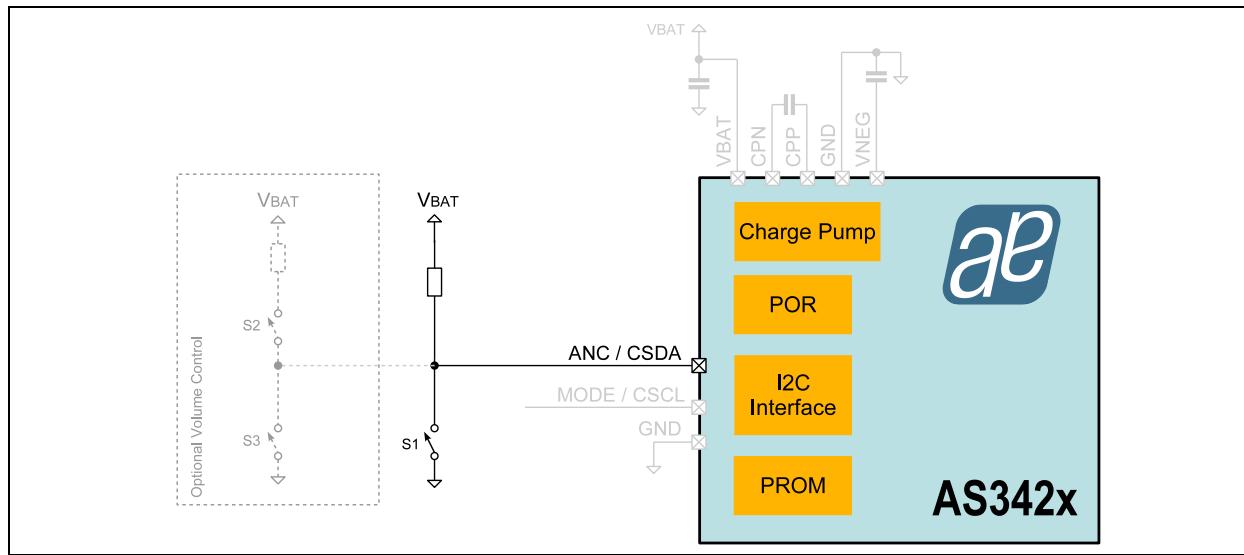 VBAT
VBAT
CPN
CPP
GND
VNEG
VBAT
VBAT
Charge Pump
POR
S2
ANC / CSDA
I2C
Interface
MODE / CSCL
GND
S3
S1
Optional Volume Control
PROM
AS342x